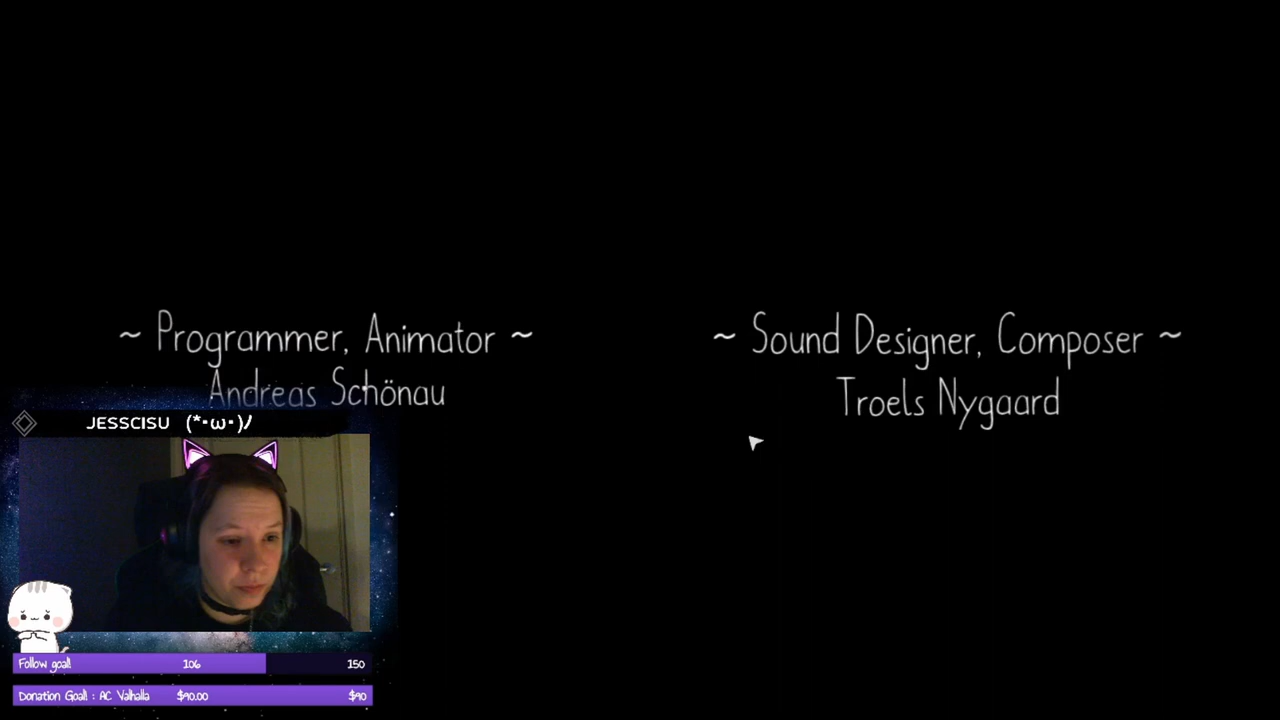 ~ Programmer, Animator ~
Andreas Schönau
~ Sound Designer, Composer ~
Troels Nygaard
JESSCISU (*･ω･)ﾉ
Follow goal! 106 150
Donation Goal! : AC Valhalla $90.00 $90